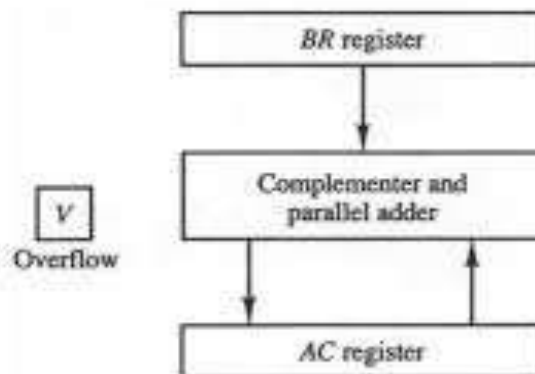 BR register
Complementer and
parallel adder
V
Overflow
AC register